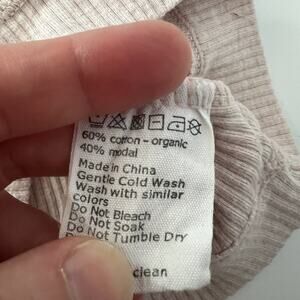 60% cotton - organic
40% modal
Made in China
Gentle Cold Wash
Wash with similar
colors
Do Not Bleach
Do Not Soak
Do Not Tumble Dry
clean